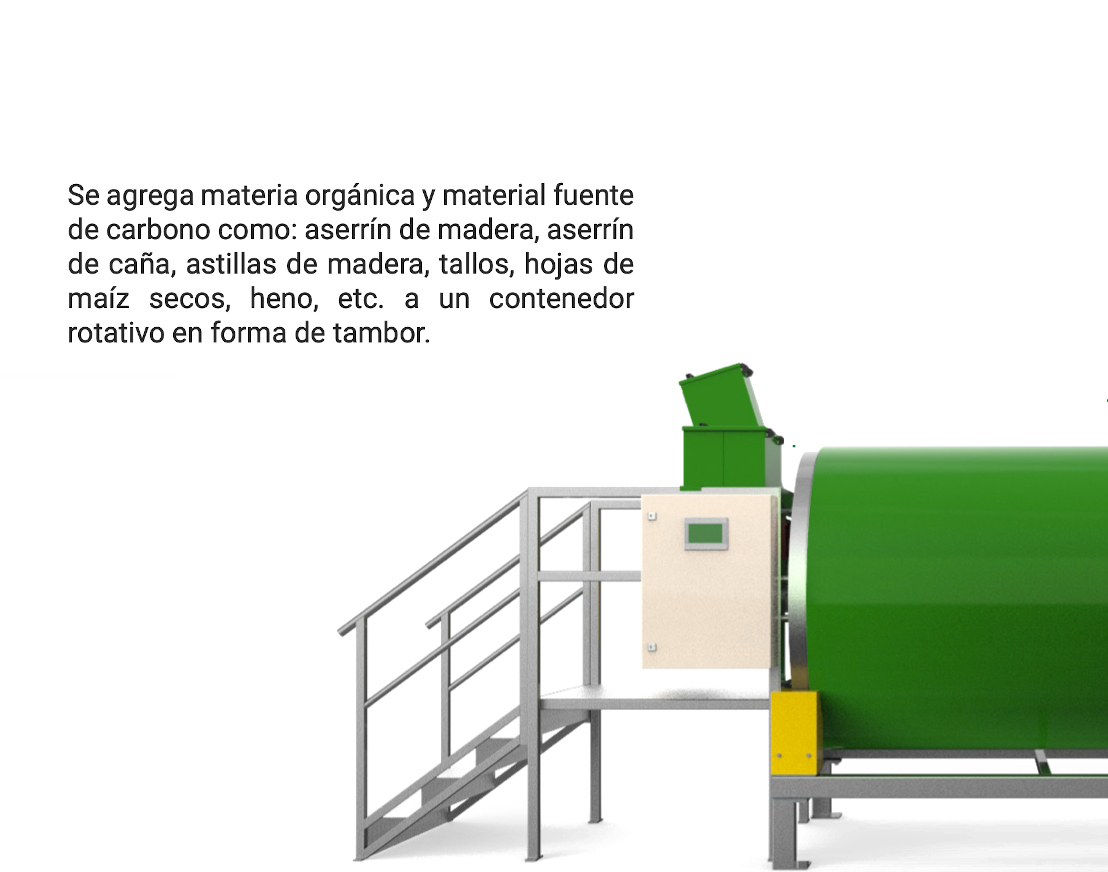 Se agrega materia orgánica y material fuente
de carbono como: aserrín de madera, aserrín
de caña, astillas de madera, tallos, hojas de
maíz secos, heno, etc. a un contenedor
rotativo en forma de tambor.